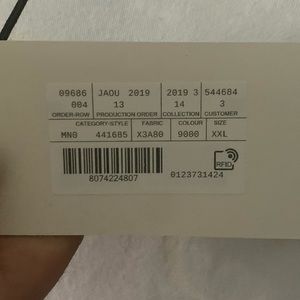 09686 JAOU 2019 2019 3 544684
004 13 14 3
ORDER-ROW PRODUCTION ORDER COLLECTION CUSTOMER
CATEGORY-STYLE FABRIC COLOUR SIZE
MN0 441685 X3A80 9000 XXL
8074224807 0123731424
RFID